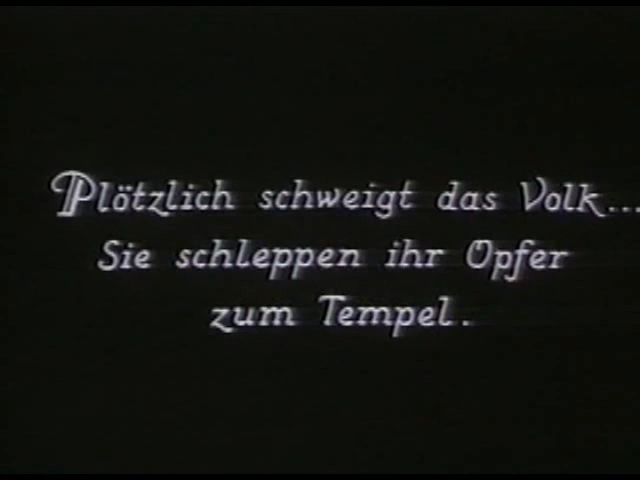 Plötzlich schweigt das Volk...
Sie schleppen ihr Opfer
zum Tempel.